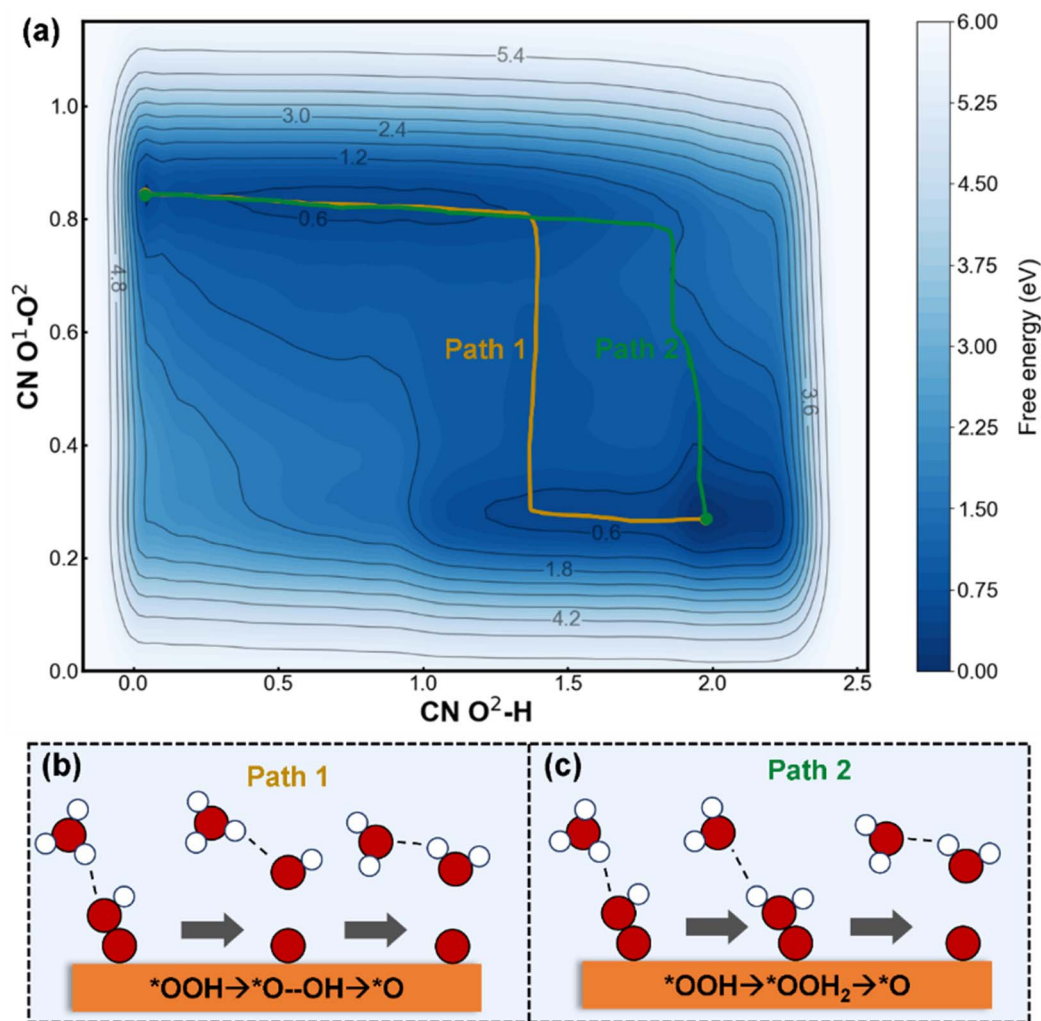 (a)
CN O¹-O²
1.0
0.8
0.6
0.4
0.2
0.0
5.4
3.0
2.4
1.2
0.6
4.8
3.6
Path 1
Path 2
0.6
1.8
4.2
0.0 0.5 1.0 1.5 2.0 2.5
CN O²-H
6.00
5.25
4.50
3.75
3.00
2.25
1.50
0.75
0.00
Free energy (eV)
(b)
Path 1
*OOH→*O--OH→*O
(c)
Path 2
*OOH→*OOH₂→*O